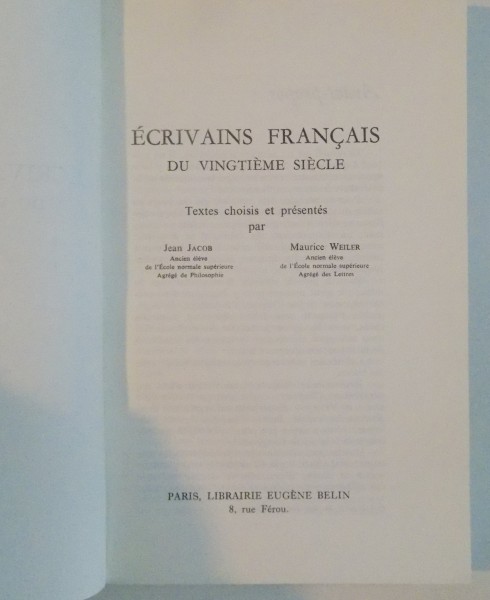 ÉCRIVAINS FRANÇAIS
DU VINGTIÈME SIÈCLE
Textes choisis et présentés
par
Jean JACOB
Ancien élève
de l'École normale supérieure
Agrégé de Philosophie
Maurice WEILER
Ancien élève
de l'École normale supérieure
Agrégé des Lettres
PARIS, LIBRAIRIE EUGÈNE BELIN
8, rue Férou.